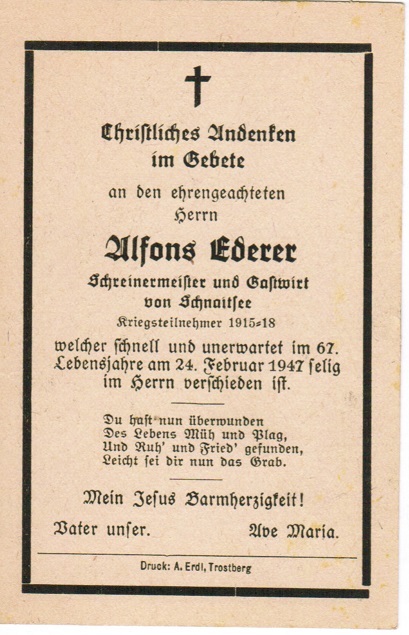 Christliches Andenken
im Gebete
an den ehrengeachteten
Herrn
Alfons Ederer
Schreinermeister und Gastwirt
von Schnaitsee
Kriegsteilnehmer 1915-18
welcher schnell und unerwartet im 67.
Lebensjahre am 24. Februar 1947 selig
im Herrn verschieden ist.
Du hast nun überwunden
Des Lebens Müh und Plag,
Und Ruh' und Fried' gefunden,
Leicht sei dir nun das Grab.
Mein Jesus Barmherzigkeit!
Vater unser. Ave Maria.
Druck: A. Erdl, Trostberg